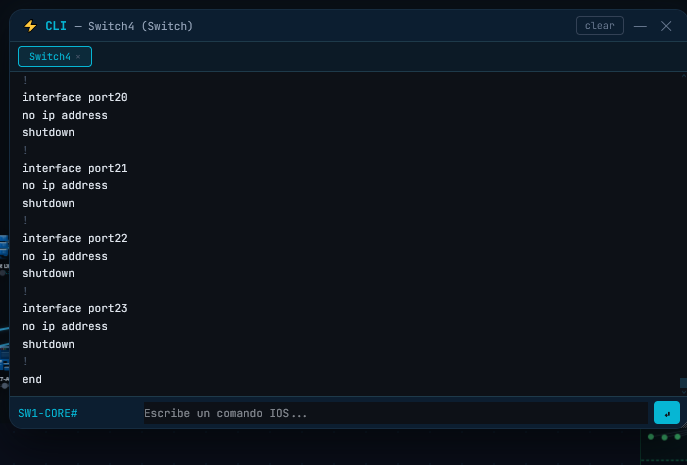 ⚡ CLI — Switch4 (Switch)
clear
Switch4 ×
!
interface port20
no ip address
shutdown
!
interface port21
no ip address
shutdown
!
interface port22
no ip address
shutdown
!
interface port23
no ip address
shutdown
!
end
SW1-CORE#
Escribe un comando IOS...